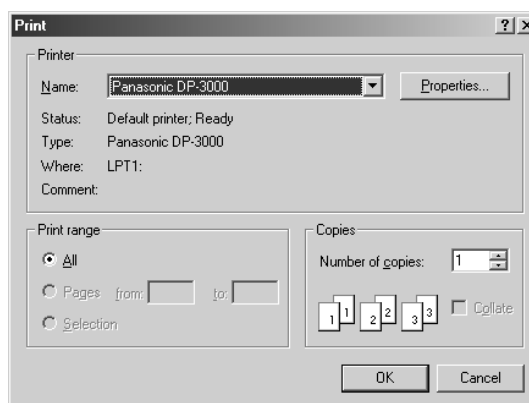 Print
Printer
Name: Panasonic DP-3000 Properties...
Status: Default printer; Ready
Type: Panasonic DP-3000
Where: LPT1:
Comment:
Print range
All
Pages from: to:
Selection
Copies
Number of copies: 1
1 1 2 2 3 3 Collate
OK Cancel